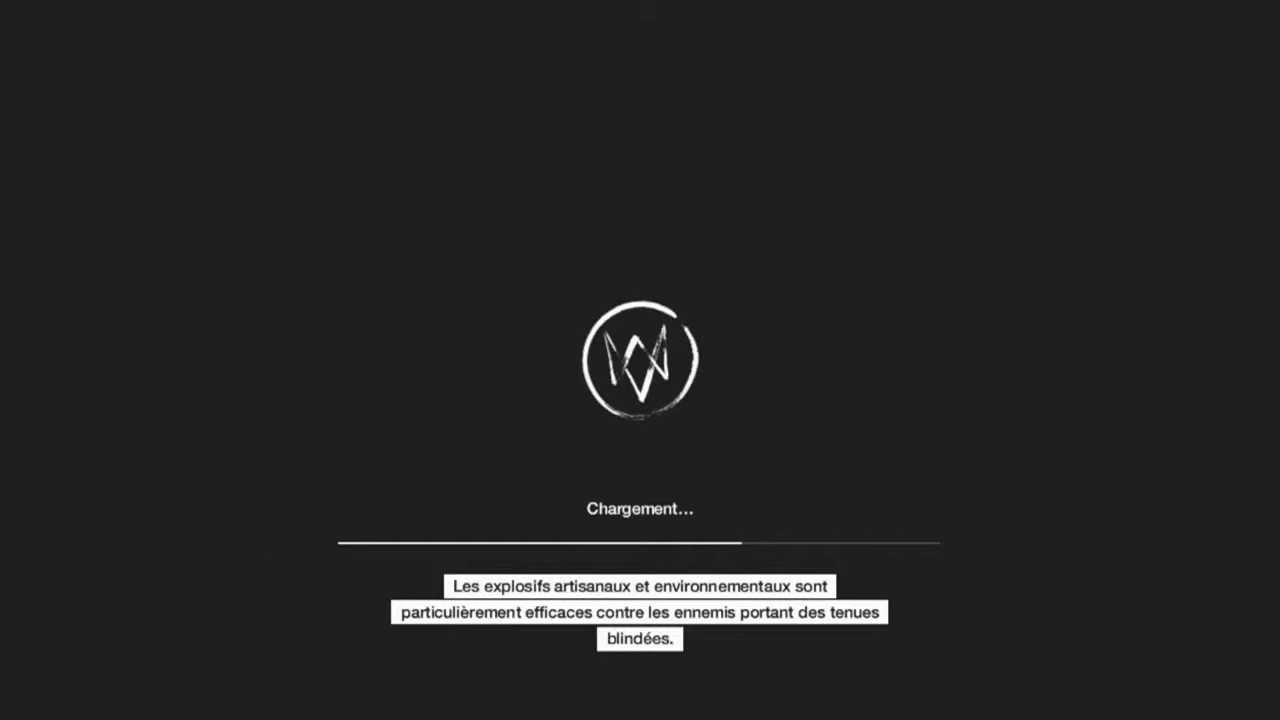 Chargement...
Les explosifs artisanaux et environnementaux sont
particulièrement efficaces contre les ennemis portant des tenues
blindées.